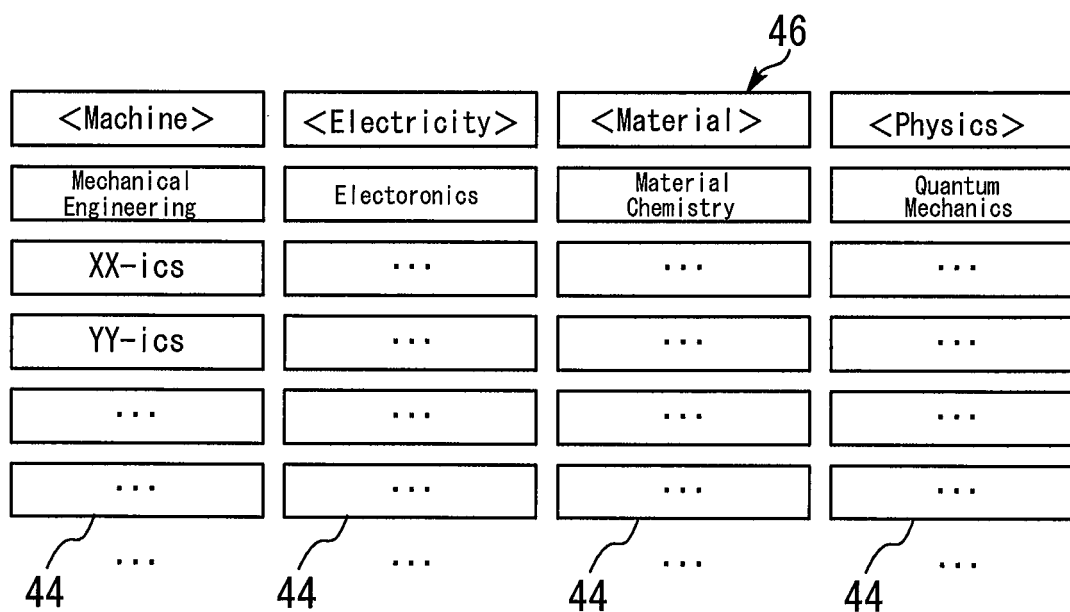 46
<Machine> <Electricity> <Material> <Physics>
Mechanical Engineering Electoronics Material Chemistry Quantum Mechanics
XX-ics ... ... ...
YY-ics ... ... ...
... ... ... ...
... ... ... ...
44 44 44 44
... ... ... ...